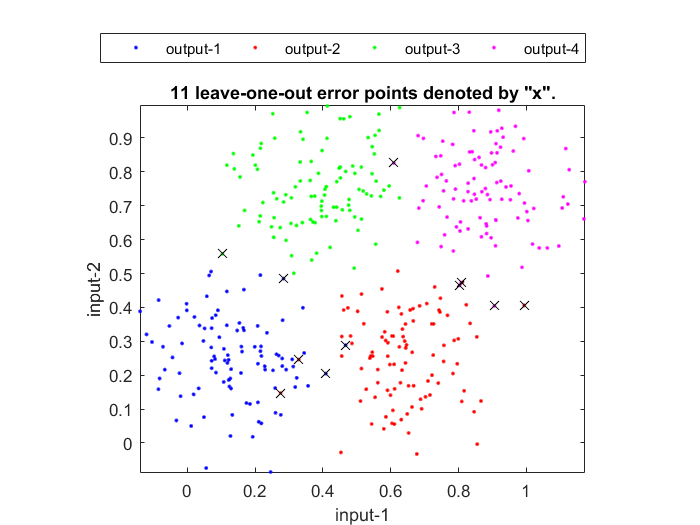 output-1 output-2 output-3 output-4
11 leave-one-out error points denoted by "x".
0.9
0.8
0.7
0.6
0.5
0.4
0.3
0.2
0.1
0
input-2
0 0.2 0.4 0.6 0.8 1
input-1